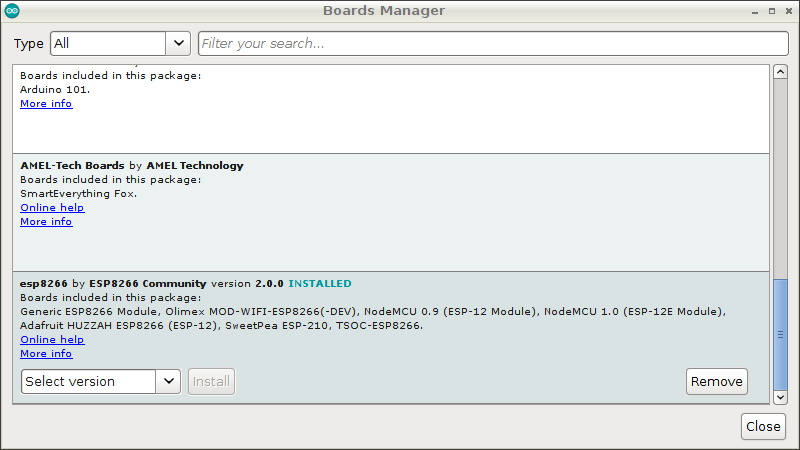 Boards Manager
Type All Filter your search...
Boards included in this package:
Arduino 101.
More info
AMEL-Tech Boards by AMEL Technology
Boards included in this package:
SmartEverything Fox.
Online help
More info
esp8266 by ESP8266 Community version 2.0.0 INSTALLED
Boards included in this package:
Generic ESP8266 Module, Olimex MOD-WIFI-ESP8266(-DEV), NodeMCU 0.9 (ESP-12 Module), NodeMCU 1.0 (ESP-12E Module),
Adafruit HUZZAH ESP8266 (ESP-12), SweetPea ESP-210, TSOC-ESP8266.
Online help
More info
Select version Install Remove
Close